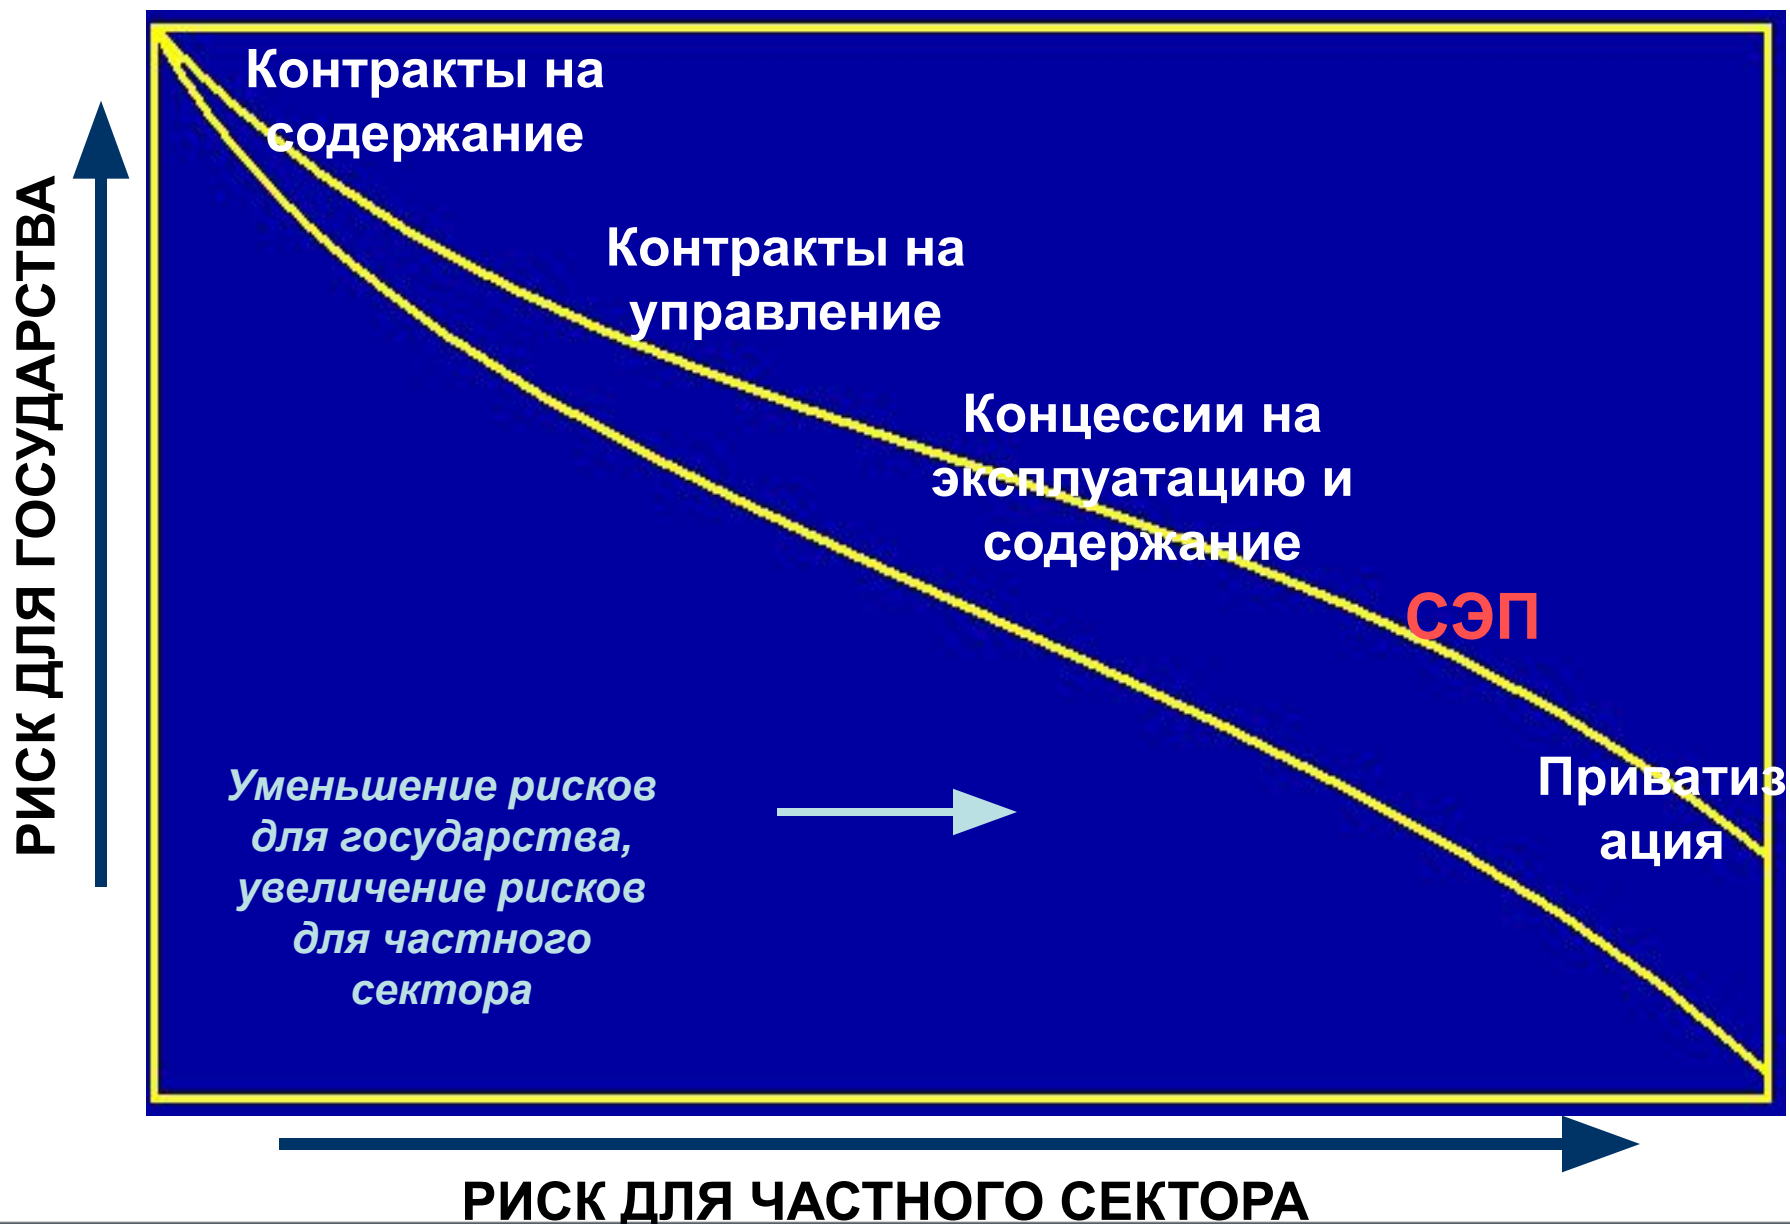 Контракты на
содержание
РИСК ДЛЯ ГОСУДАРСТВА
Контракты на
управление
Концессии на
эксплуатацию и
содержание
СЭП
Приватиз
ация
Уменьшение рисков
для государства,
увеличение рисков
для частного
сектора
РИСК ДЛЯ ЧАСТНОГО СЕКТОРА